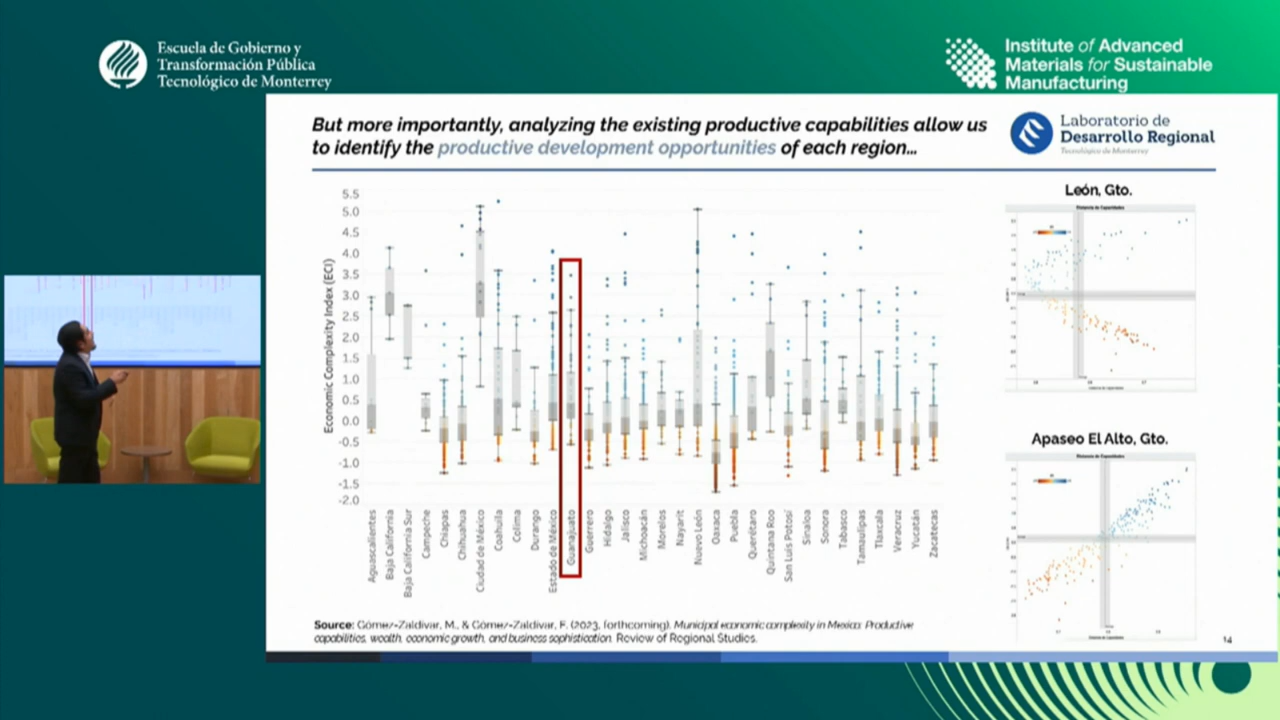 Escuela de Gobierno y
Transformación Pública
Tecnológico de Monterrey
Institute of Advanced
Materials for Sustainable
Manufacturing
But more importantly, analyzing the existing productive capabilities allow us
to identify the productive development opportunities of each region...
Laboratorio de
Desarrollo Regional
Tecnológico de Monterrey
Economic Complexity Index (ECI)
5.5
5.0
4.5
4.0
3.5
3.0
2.5
2.0
1.5
1.0
0.5
0.0
-0.5
-1.0
-1.5
-2.0
Aguascalientes
Baja California
Baja California Sur
Campeche
Chiapas
Chihuahua
Ciudad de México
Coahuila
Colima
Durango
Estado de México
Guanajuato
Guerrero
Hidalgo
Jalisco
Michoacán
Morelos
Nayarit
Nuevo León
Oaxaca
Puebla
Querétaro
Quintana Roo
San Luis Potosí
Sinaloa
Sonora
Tabasco
Tamaulipas
Tlaxcala
Veracruz
Yucatán
Zacatecas
León, Gto.
Distancia de Capacidades
Apaseo El Alto, Gto.
Distancia de Capacidades
Source: Gómez-Zaldívar, M., & Gómez-Zaldívar, F. (2023, forthcoming). Municipal economic complexity in Mexico: Productive
capabilities, wealth, economic growth, and business sophistication. Review of Regional Studies.
14